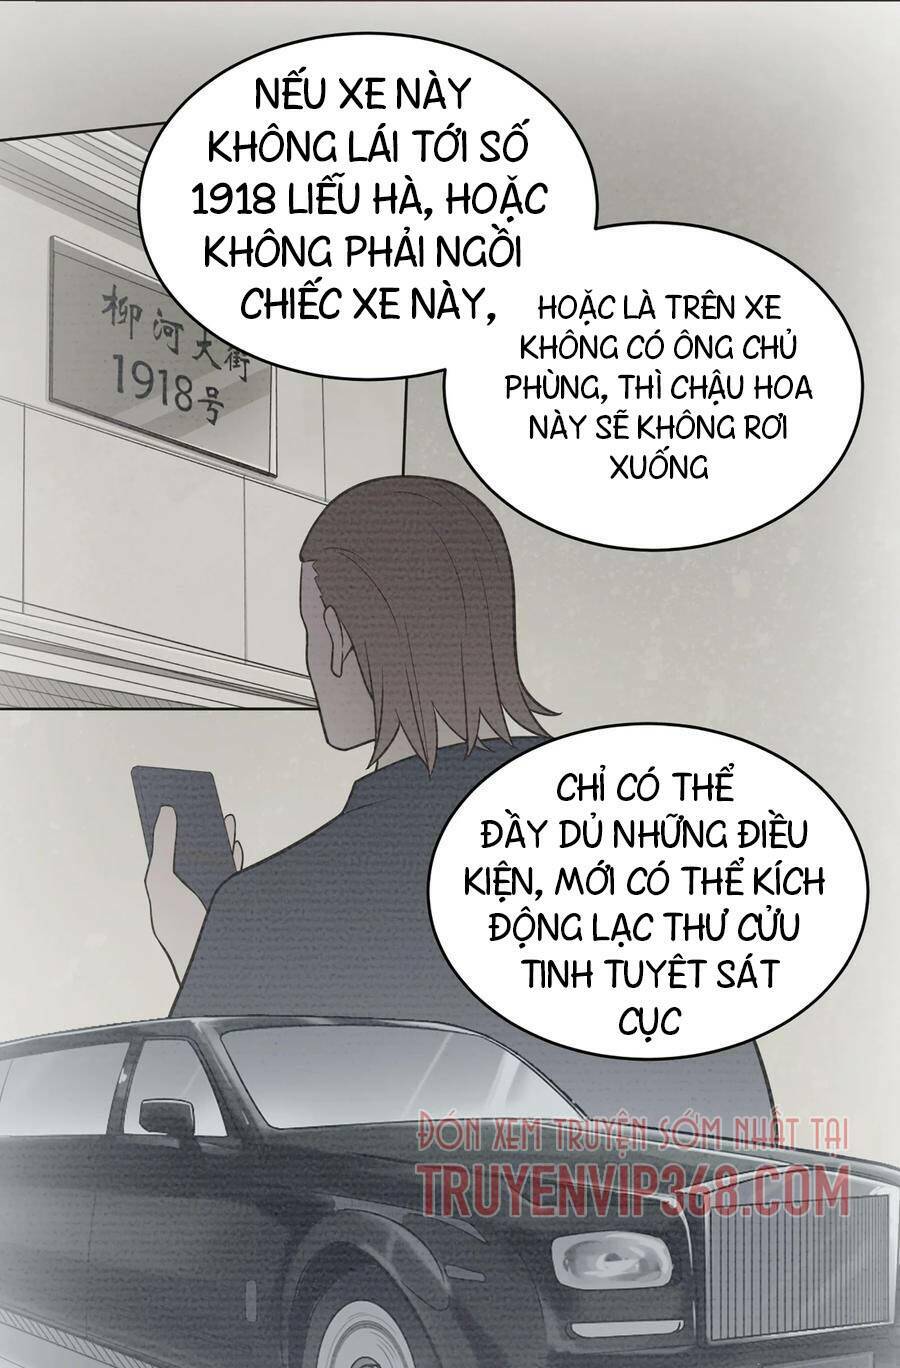 NẾU XE NÀY
KHÔNG LÁI TỚI SỐ
1918 LIỄU HÀ, HOẶC
KHÔNG PHẢI NGỒI
CHIẾC XE NÀY,
HOẶC LÀ TRÊN XE
KHÔNG CÓ ÔNG CHỦ
PHÙNG, THÌ CHẬU HOA
NÀY SẼ KHÔNG RƠI
XUỐNG
柳河大街
1918号
CHỈ CÓ THỂ
ĐẦY DỦ NHỮNG ĐIỀU
KIỆN, MỚI CÓ THỂ KÍCH
ĐỘNG LẠC THƯ CỬU
TINH TUYÊT SÁT
CỤC
ĐÓN XEM TRUYỆN SỚM NHẤT TẠI
TRUYENVIP368.COM